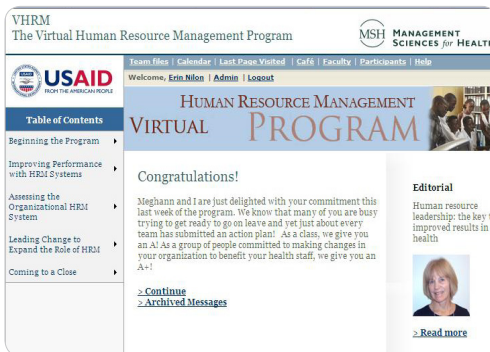 VHRM
The Virtual Human Resource Management Program
MSH MANAGEMENT
SCIENCES for HEALTH
Team files | Calendar | Last Page Visited | Café | Faculty | Participants | Help
Welcome, Erin Nilon | Admin | Logout
USAID
FROM THE AMERICAN PEOPLE
HUMAN RESOURCE MANAGEMENT
VIRTUAL PROGRAM
Table of Contents
Beginning the Program
Improving Performance
with HRM Systems
Assessing the
Organizational HRM
System
Leading Change to
Expand the Role of HRM
Coming to a Close
Congratulations!
Meghann and I are just delighted with your commitment this
last week of the program. We know that many of you are busy
trying to get ready to go on leave and yet just about every
team has submitted an action plan! As a class, we give you
an A! As a group of people committed to making changes in
your organization to benefit your health staff, we give you an
A+!
> Continue
> Archived Messages
Editorial
Human resource
leadership: the key t
improved results in
health
> Read more